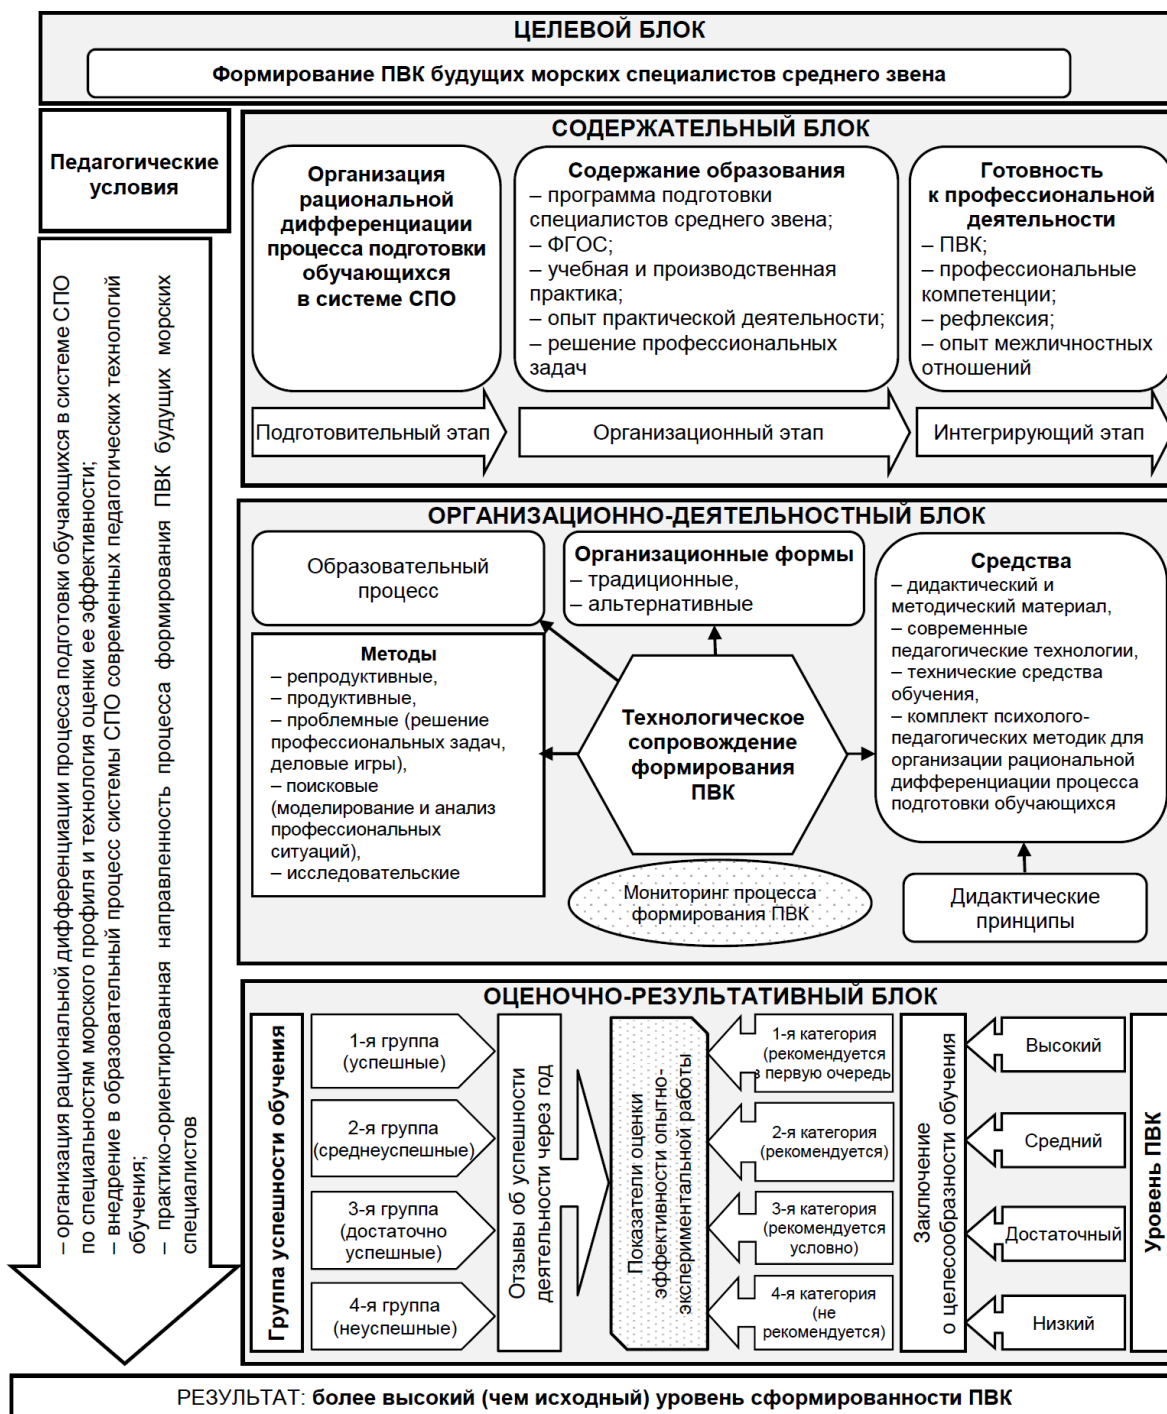 ЦЕЛЕВОЙ БЛОК
Формирование ПВК будущих морских специалистов среднего звена
Педагогические
условия
– организация рациональной дифференциации процесса подготовки обучающихся в системе СПО
по специальностям морского профиля и технологии оценки ее эффективности;
– внедрение в образовательный процесс системы СПО современных педагогических технологий
обучения;
– практико-ориентированная направленность процесса формирования ПВК будущих морских
специалистов
СОДЕРЖАТЕЛЬНЫЙ БЛОК
Организация
рациональной
дифференциации
процесса подготовки
обучающихся
в системе СПО
Содержание образования
– программа подготовки
специалистов среднего звена;
– ФГОС;
– учебная и производственная
практика;
– опыт практической деятельности;
– решение профессиональных
задач
Готовность
к профессиональной
деятельности
– ПВК;
– профессиональные
компетенции;
– рефлексия;
– опыт межличностных
отношений
Подготовительный этап
Организационный этап
Интегрирующий этап
ОРГАНИЗАЦИОННО-ДЕЯТЕЛЬНОСТНЫЙ БЛОК
Образовательный
процесс
Организационные формы
– традиционные,
– альтернативные
Средства
– дидактический и
методический материал,
– современные
педагогические технологии,
– технические средства
обучения,
– комплект психолого-
педагогических методик для
организации рациональной
дифференциации процесса
подготовки обучающихся
Методы
– репродуктивные,
– продуктивные,
– проблемные (решение
профессиональных задач,
деловые игры),
– поисковые
(моделирование и анализ
профессиональных
ситуаций),
– исследовательские
Технологическое
сопровождение
формирования
ПВК
Мониторинг процесса
формирования ПВК
Дидактические
принципы
ОЦЕНОЧНО-РЕЗУЛЬТАТИВНЫЙ БЛОК
Группа успешности обучения
1-я группа
(успешные)
2-я группа
(среднеуспешные)
3-я группа
(достаточно
успешные)
4-я группа
(неуспешные)
Отзывы об успешности
деятельности через год
Показатели оценки
эффективности опытно-
экспериментальной работы
1-я категория
(рекомендуется
в первую очередь
2-я категория
(рекомендуется)
3-я категория
(рекомендуется
условно)
4-я категория
(не
рекомендуется)
Заключение
о целесообразности обучения
Высокий
Средний
Достаточный
Низкий
Уровень ПВК
РЕЗУЛЬТАТ: более высокий (чем исходный) уровень сформированности ПВК